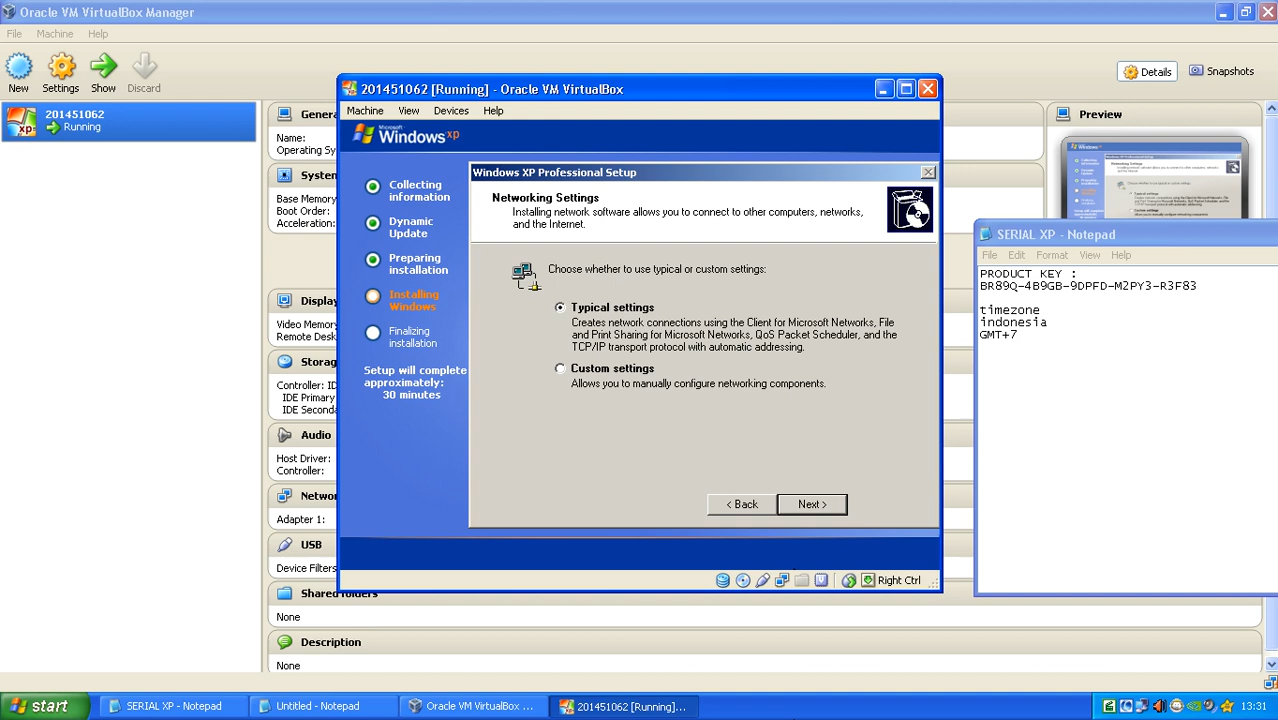 Oracle VM VirtualBox Manager
File Machine Help
New Settings Show Discard
Details Snapshots
201451062
Running
Genera
Name:
Operating Sy
System
Base Memory
Boot Order:
Acceleration:
Display
Video Memory
Remote Desk
Storag
Controller: ID
IDE Primary
IDE Seconda
Audio
Host Driver:
Controller:
Netwo
Adapter 1:
USB
Device Filters
Shared folders
None
Description
None
Preview
201451062 [Running] - Oracle VM VirtualBox
Machine View Devices Help
Microsoft
Windows xp
Collecting
information
Dynamic
Update
Preparing
installation
Installing
Windows
Finalizing
installation
Setup will complete
approximately:
30 minutes
Windows XP Professional Setup
Networking Settings
Installing network software allows you to connect to other computers, networks,
and the Internet.
Choose whether to use typical or custom settings:
Typical settings
Creates network connections using the Client for Microsoft Networks, File
and Print Sharing for Microsoft Networks, QoS Packet Scheduler, and the
TCP/IP transport protocol with automatic addressing.
Custom settings
Allows you to manually configure networking components.
< Back Next >
Right Ctrl
SERIAL XP - Notepad
File Edit Format View Help
PRODUCT KEY :
BR89Q-4B9GB-9DPFD-M2PY3-R3F83
timezone
indonesia
GMT+7
start
SERIAL XP - Notepad
Untitled - Notepad
Oracle VM VirtualBox ...
201451062 [Running]...
13:31